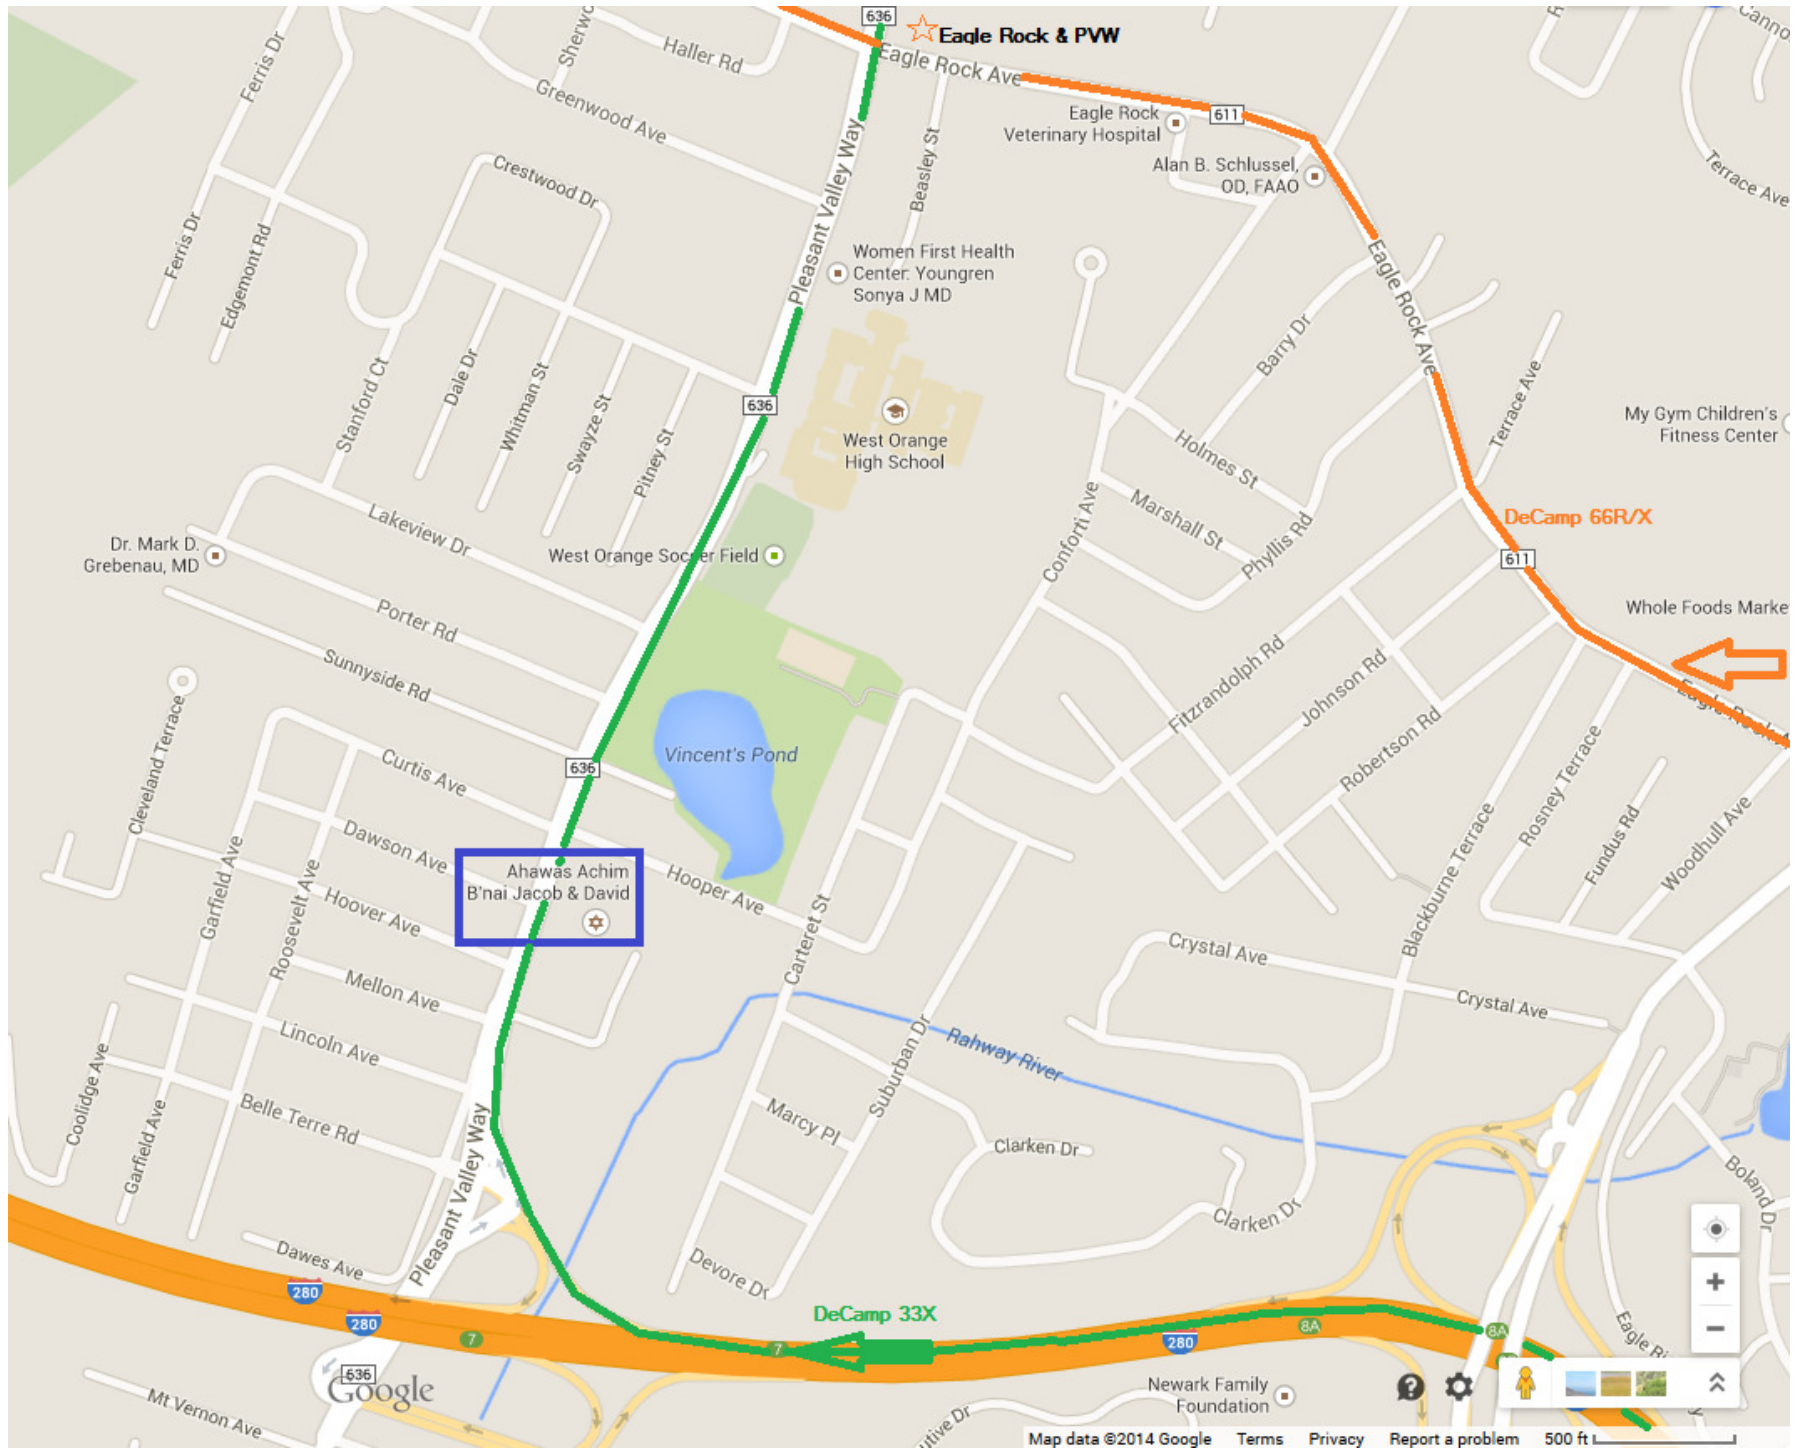 636
Eagle Rock & PVW
Eagle Rock Ave
Haller Rd
Ferris Dr
Greenwood Ave
Eagle Rock
Veterinary Hospital
611
Alan B. Schlussel,
OD, FAAO
Terrace Ave
Crestwood Dr
Beasley St
Pleasant Valley Way
Ferris Dr
Edgemont Rd
Women First Health
Center: Youngren
Sonya J MD
Eagle Rock Ave
Barry Dr
Stanford Ct
Dale Dr
Whitman St
Swayze St
Pitney St
636
West Orange
High School
Terrace Ave
My Gym Children's
Fitness Center
Holmes St
Marshall St
Phyllis Rd
Conforti Ave
DeCamp 66R/X
611
Lakeview Dr
Dr. Mark D.
Grebenau, MD
West Orange Soccer Field
Porter Rd
Whole Foods Marke
Sunnyside Rd
Fitzrandolph Rd
Johnson Rd
Robertson Rd
Eagle Rock A
Cleveland Terrace
Vincent's Pond
636
Curtis Ave
Rosney Terrace
Fundus Rd
Woodhull Ave
Blackburne Terrace
Dawson Ave
Ahawas Achim
B'nai Jacob & David
Hooper Ave
Garfield Ave
Roosevelt Ave
Hoover Ave
Carteret St
Crystal Ave
Crystal Ave
Mellon Ave
Lincoln Ave
Rahway River
Suburban Dr
Coolidge Ave
Garfield Ave
Belle Terre Rd
Marcy Pl
Clarken Dr
Clarken Dr
Boland Dr
Pleasant Valley Way
Dawes Ave
Devore Dr
DeCamp 33X
280
280
7
7
280
8A
8A
636
Google
Mt Vernon Ave
Newark Family
Foundation
Map data ©2014 Google Terms Privacy Report a problem 500 ft